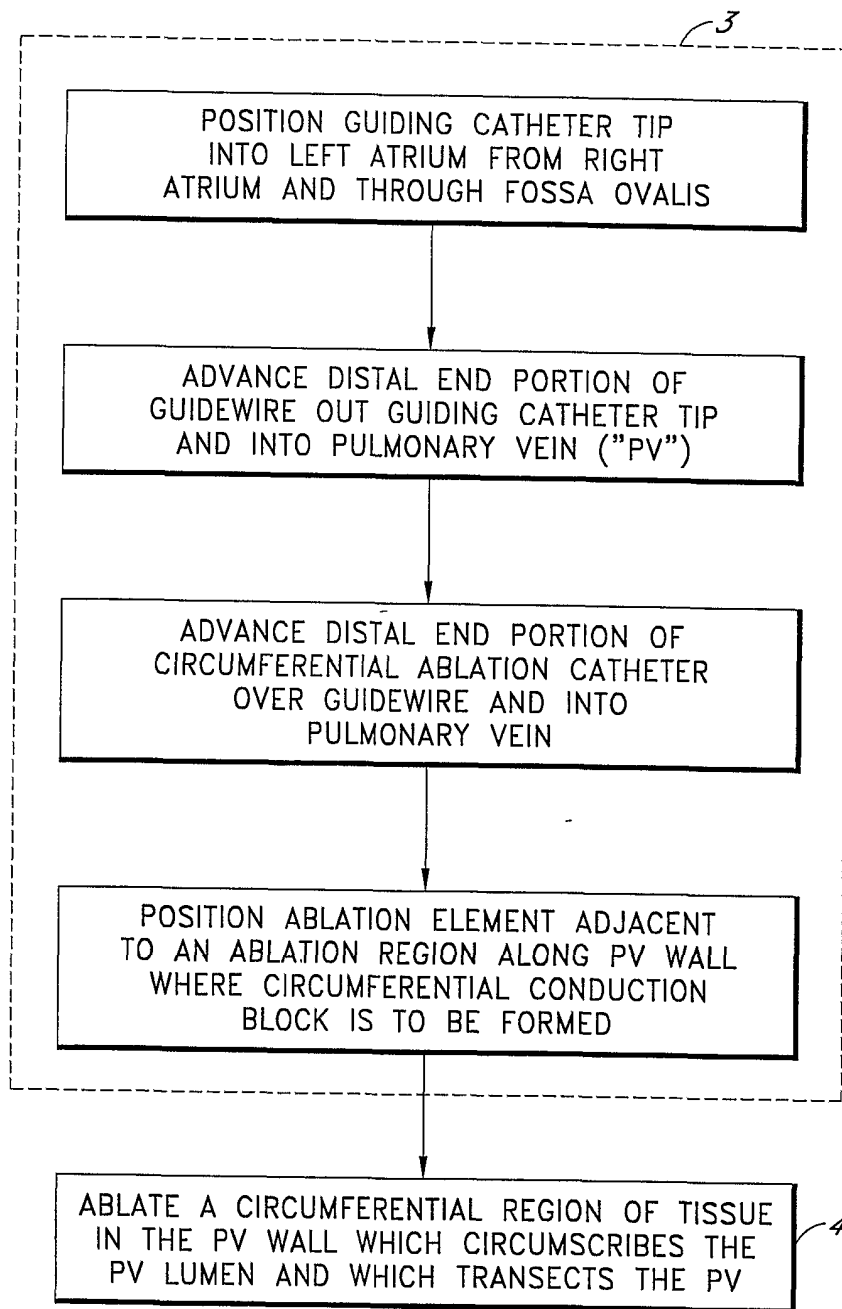 3
POSITION GUIDING CATHETER TIP
INTO LEFT ATRIUM FROM RIGHT
ATRIUM AND THROUGH FOSSA OVALIS
ADVANCE DISTAL END PORTION OF
GUIDEWIRE OUT GUIDING CATHETER TIP
AND INTO PULMONARY VEIN ("PV")
ADVANCE DISTAL END PORTION OF
CIRCUMFERENTIAL ABLATION CATHETER
OVER GUIDEWIRE AND INTO
PULMONARY VEIN
POSITION ABLATION ELEMENT ADJACENT
TO AN ABLATION REGION ALONG PV WALL
WHERE CIRCUMFERENTIAL CONDUCTION
BLOCK IS TO BE FORMED
ABLATE A CIRCUMFERENTIAL REGION OF TISSUE
IN THE PV WALL WHICH CIRCUMSCRIBES THE
PV LUMEN AND WHICH TRANSECTS THE PV
4